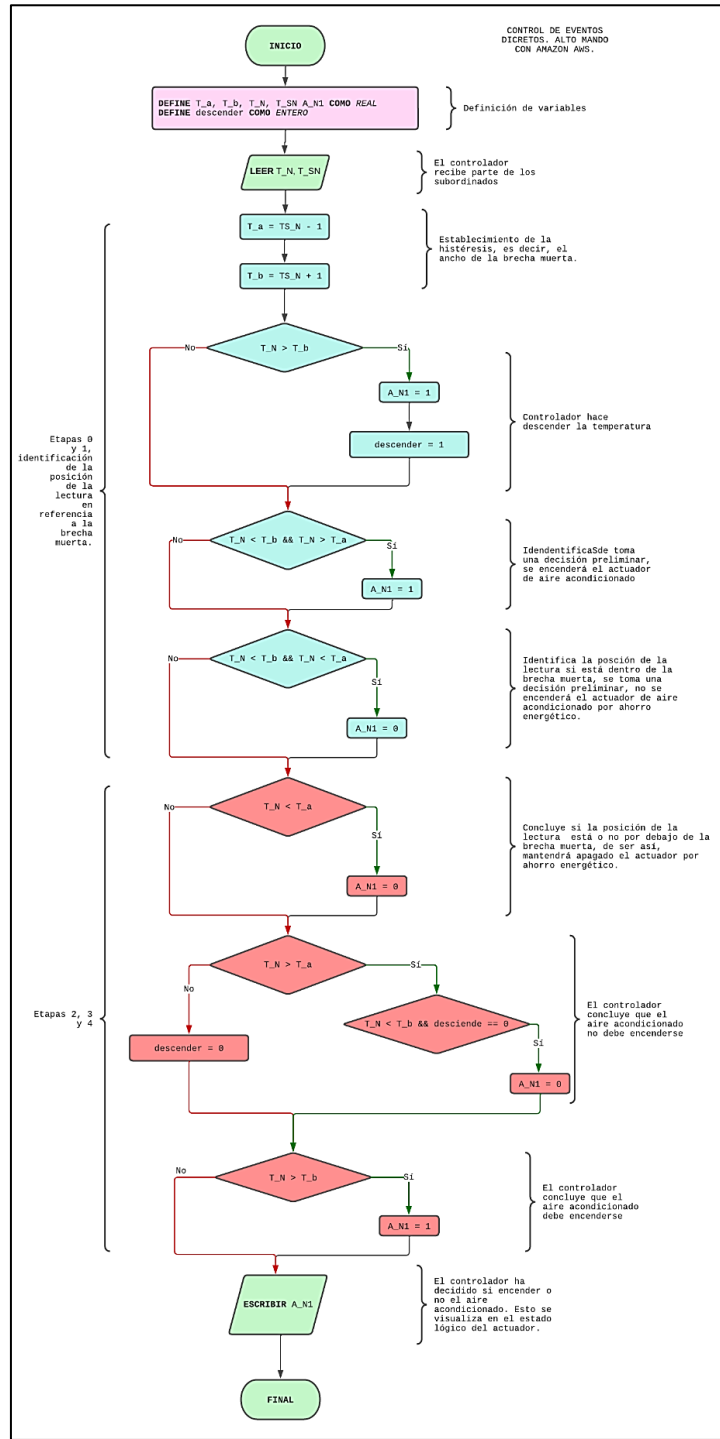 CONTROL DE EVENTOS
DICRETOS. ALTO MANDO
CON AMAZON AWS.
INICIO
DEFINE T_a, T_b, T_N, T_SN A_N1 COMO REAL
DEFINE descender COMO ENTERO
Definición de variables
LEER T_N, T_SN
El controlador
recibe parte de los
subordinados
T_a = TS_N - 1
T_b = TS_N + 1
Establecimiento de la
histéresis, es decir, el
ancho de la brecha muerta.
T_N > T_b
No
Sí
A_N1 = 1
descender = 1
Controlador hace
descender la temperatura
Etapas 0
y 1,
identificación
de la
posición
de la
lectura
en
referencia
a la
brecha
muerta.
T_N < T_b && T_N > T_a
No
Sí
A_N1 = 1
IdendentificaSde toma
una decisión preliminar,
se encenderá el actuador
de aire acondicionado
T_N < T_b && T_N < T_a
No
Sí
A_N1 = 0
Identifica la posción de la
lectura si está dentro de la
brecha muerta, se toma una
decisión preliminar, no se
encenderá el actuador de aire
acondicionado por ahorro
energético.
T_N < T_a
No
Sí
A_N1 = 0
Concluye si la posición de la
lectura está o no por debajo de la
brecha muerta, de ser así,
mantendrá apagado el actuador por
ahorro energético.
Etapas 2, 3
y 4
T_N > T_a
No
Sí
descender = 0
T_N < T_b && desciende == 0
Sí
A_N1 = 0
El controlador
concluye que el
aire acondicionado
no debe encenderse
T_N > T_b
No
Sí
A_N1 = 1
El controlador
concluye que el
aire acondicionado
debe encenderse
ESCRIBIR A_N1
El controlador ha
decidido si encender o
no el aire
acondicionado. Esto se
visualiza en el estado
lógico del actuador.
FINAL